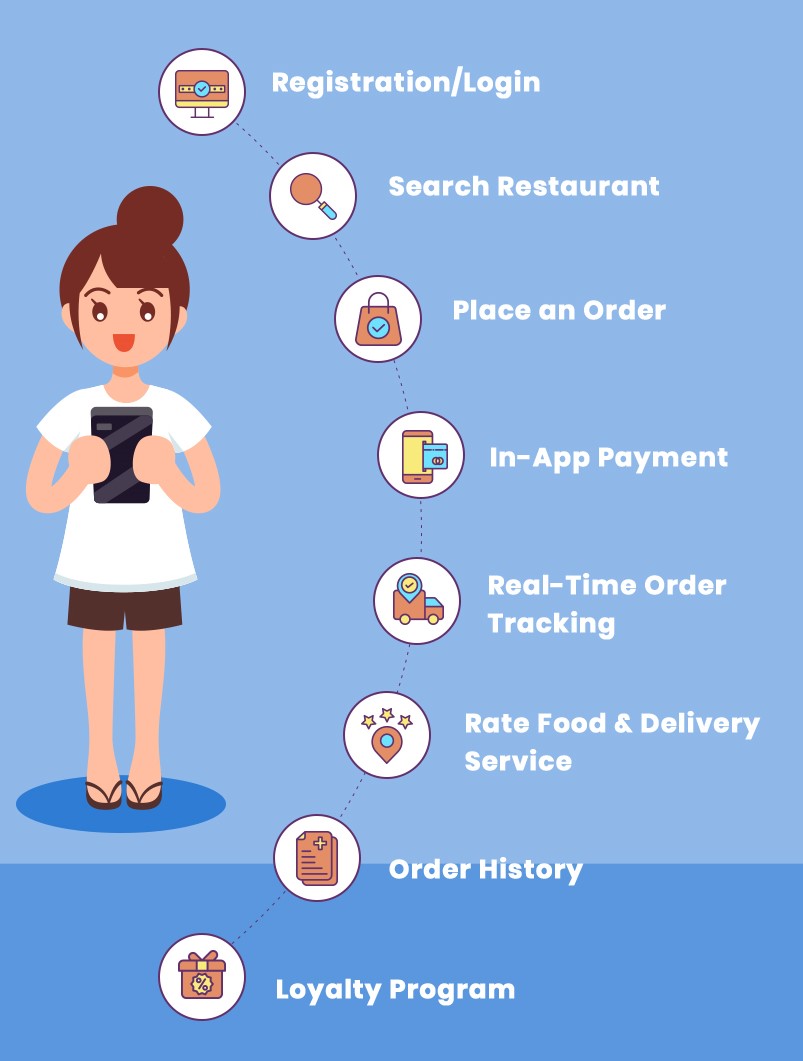 Registration/Login
Search Restaurant
Place an Order
In-App Payment
Real-Time Order
Tracking
Rate Food & Delivery
Service
Order History
Loyalty Program